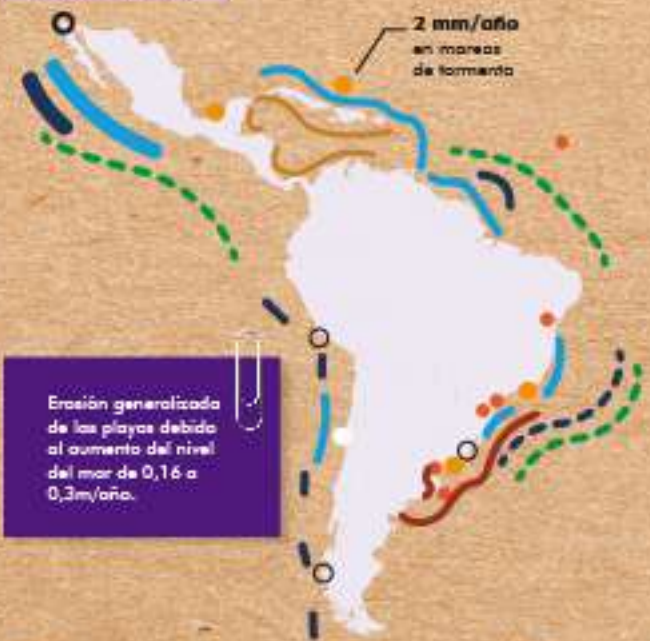 2 mm/año
en mareas
de tormenta
Erosión generalizada
de las playas debido
al aumento del nivel
del mar de 0,16 a
0,3m/año.